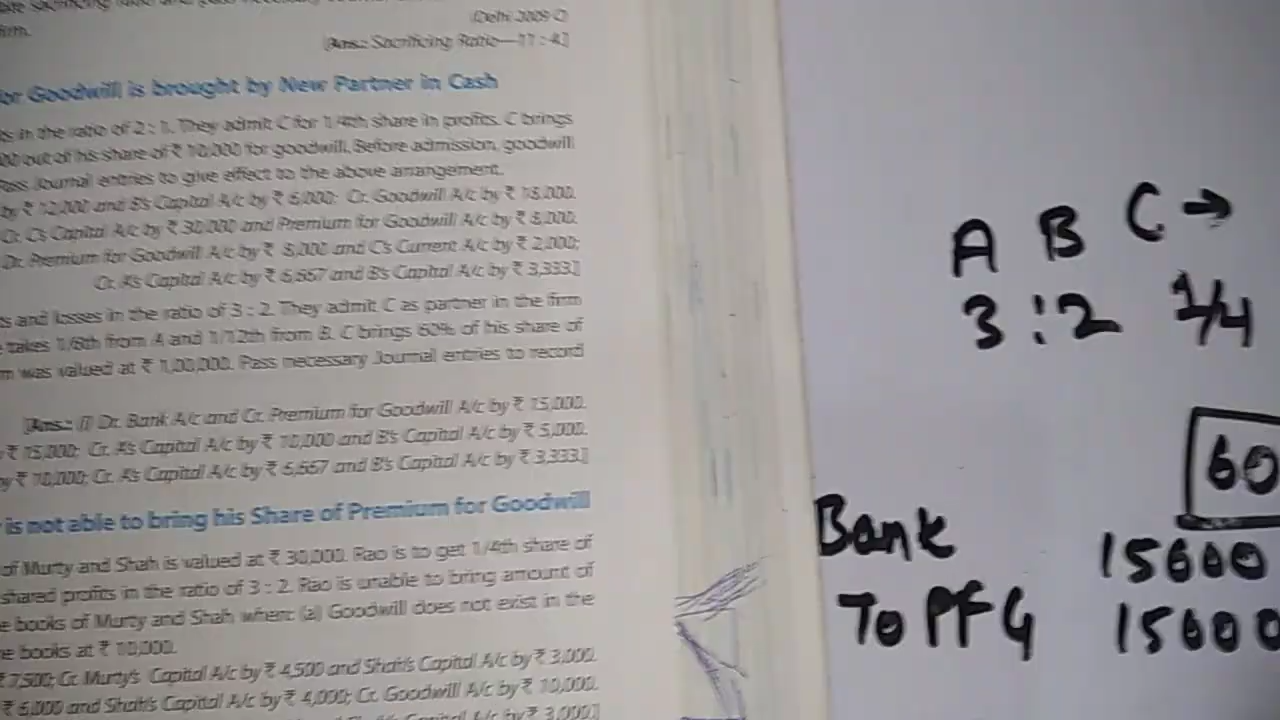 firm.
(Delhi 2009 C)
[Ans.: Sacrificing Ratio—11 : 4.]
or Goodwill is brought by New Partner in Cash
ts in the ratio of 2 : 1. They admit C for 1/4th share in profits. C brings
00 out of his share of ₹ 10,000 for goodwill. Before admission, goodwill
Pass Journal entries to give effect to the above arrangement.
by ₹ 12,000 and B's Capital A/c by ₹ 6,000; Cr. Goodwill A/c by ₹ 18,000.
Cr. C's Capital A/c by ₹ 30,000 and Premium for Goodwill A/c by ₹ 8,000.
Dr. Premium for Goodwill A/c by ₹ 8,000 and C's Current A/c by ₹ 2,000;
Cr. A's Capital A/c by ₹ 6,667 and B's Capital A/c by ₹ 3,333.]
ts and losses in the ratio of 3 : 2. They admit C as partner in the firm
takes 1/6th from A and 1/12th from B. C brings 60% of his share of
m was valued at ₹ 1,00,000. Pass necessary Journal entries to record
[Ans.: (i) Dr. Bank A/c and Cr. Premium for Goodwill A/c by ₹ 15,000.
₹ 15,000; Cr. A's Capital A/c by ₹ 10,000 and B's Capital A/c by ₹ 5,000.
by ₹ 10,000; Cr. A's Capital A/c by ₹ 6,667 and B's Capital A/c by ₹ 3,333.]
is not able to bring his Share of Premium for Goodwill
of Murty and Shah is valued at ₹ 30,000. Rao is to get 1/4th share of
shared profits in the ratio of 3 : 2. Rao is unable to bring amount of
e books of Murty and Shah when: (a) Goodwill does not exist in the
e books at ₹ 10,000.
₹ 7,500; Cr. Murty's Capital A/c by ₹ 4,500 and Shah's Capital A/c by ₹ 3,000.
₹ 6,000 and Shah's Capital A/c by ₹ 4,000; Cr. Goodwill A/c by ₹ 10,000.
Capital A/c by ₹ 3,000.]
A B C →
3 : 2 1/4
60
Bank 15000
To PFG 15000